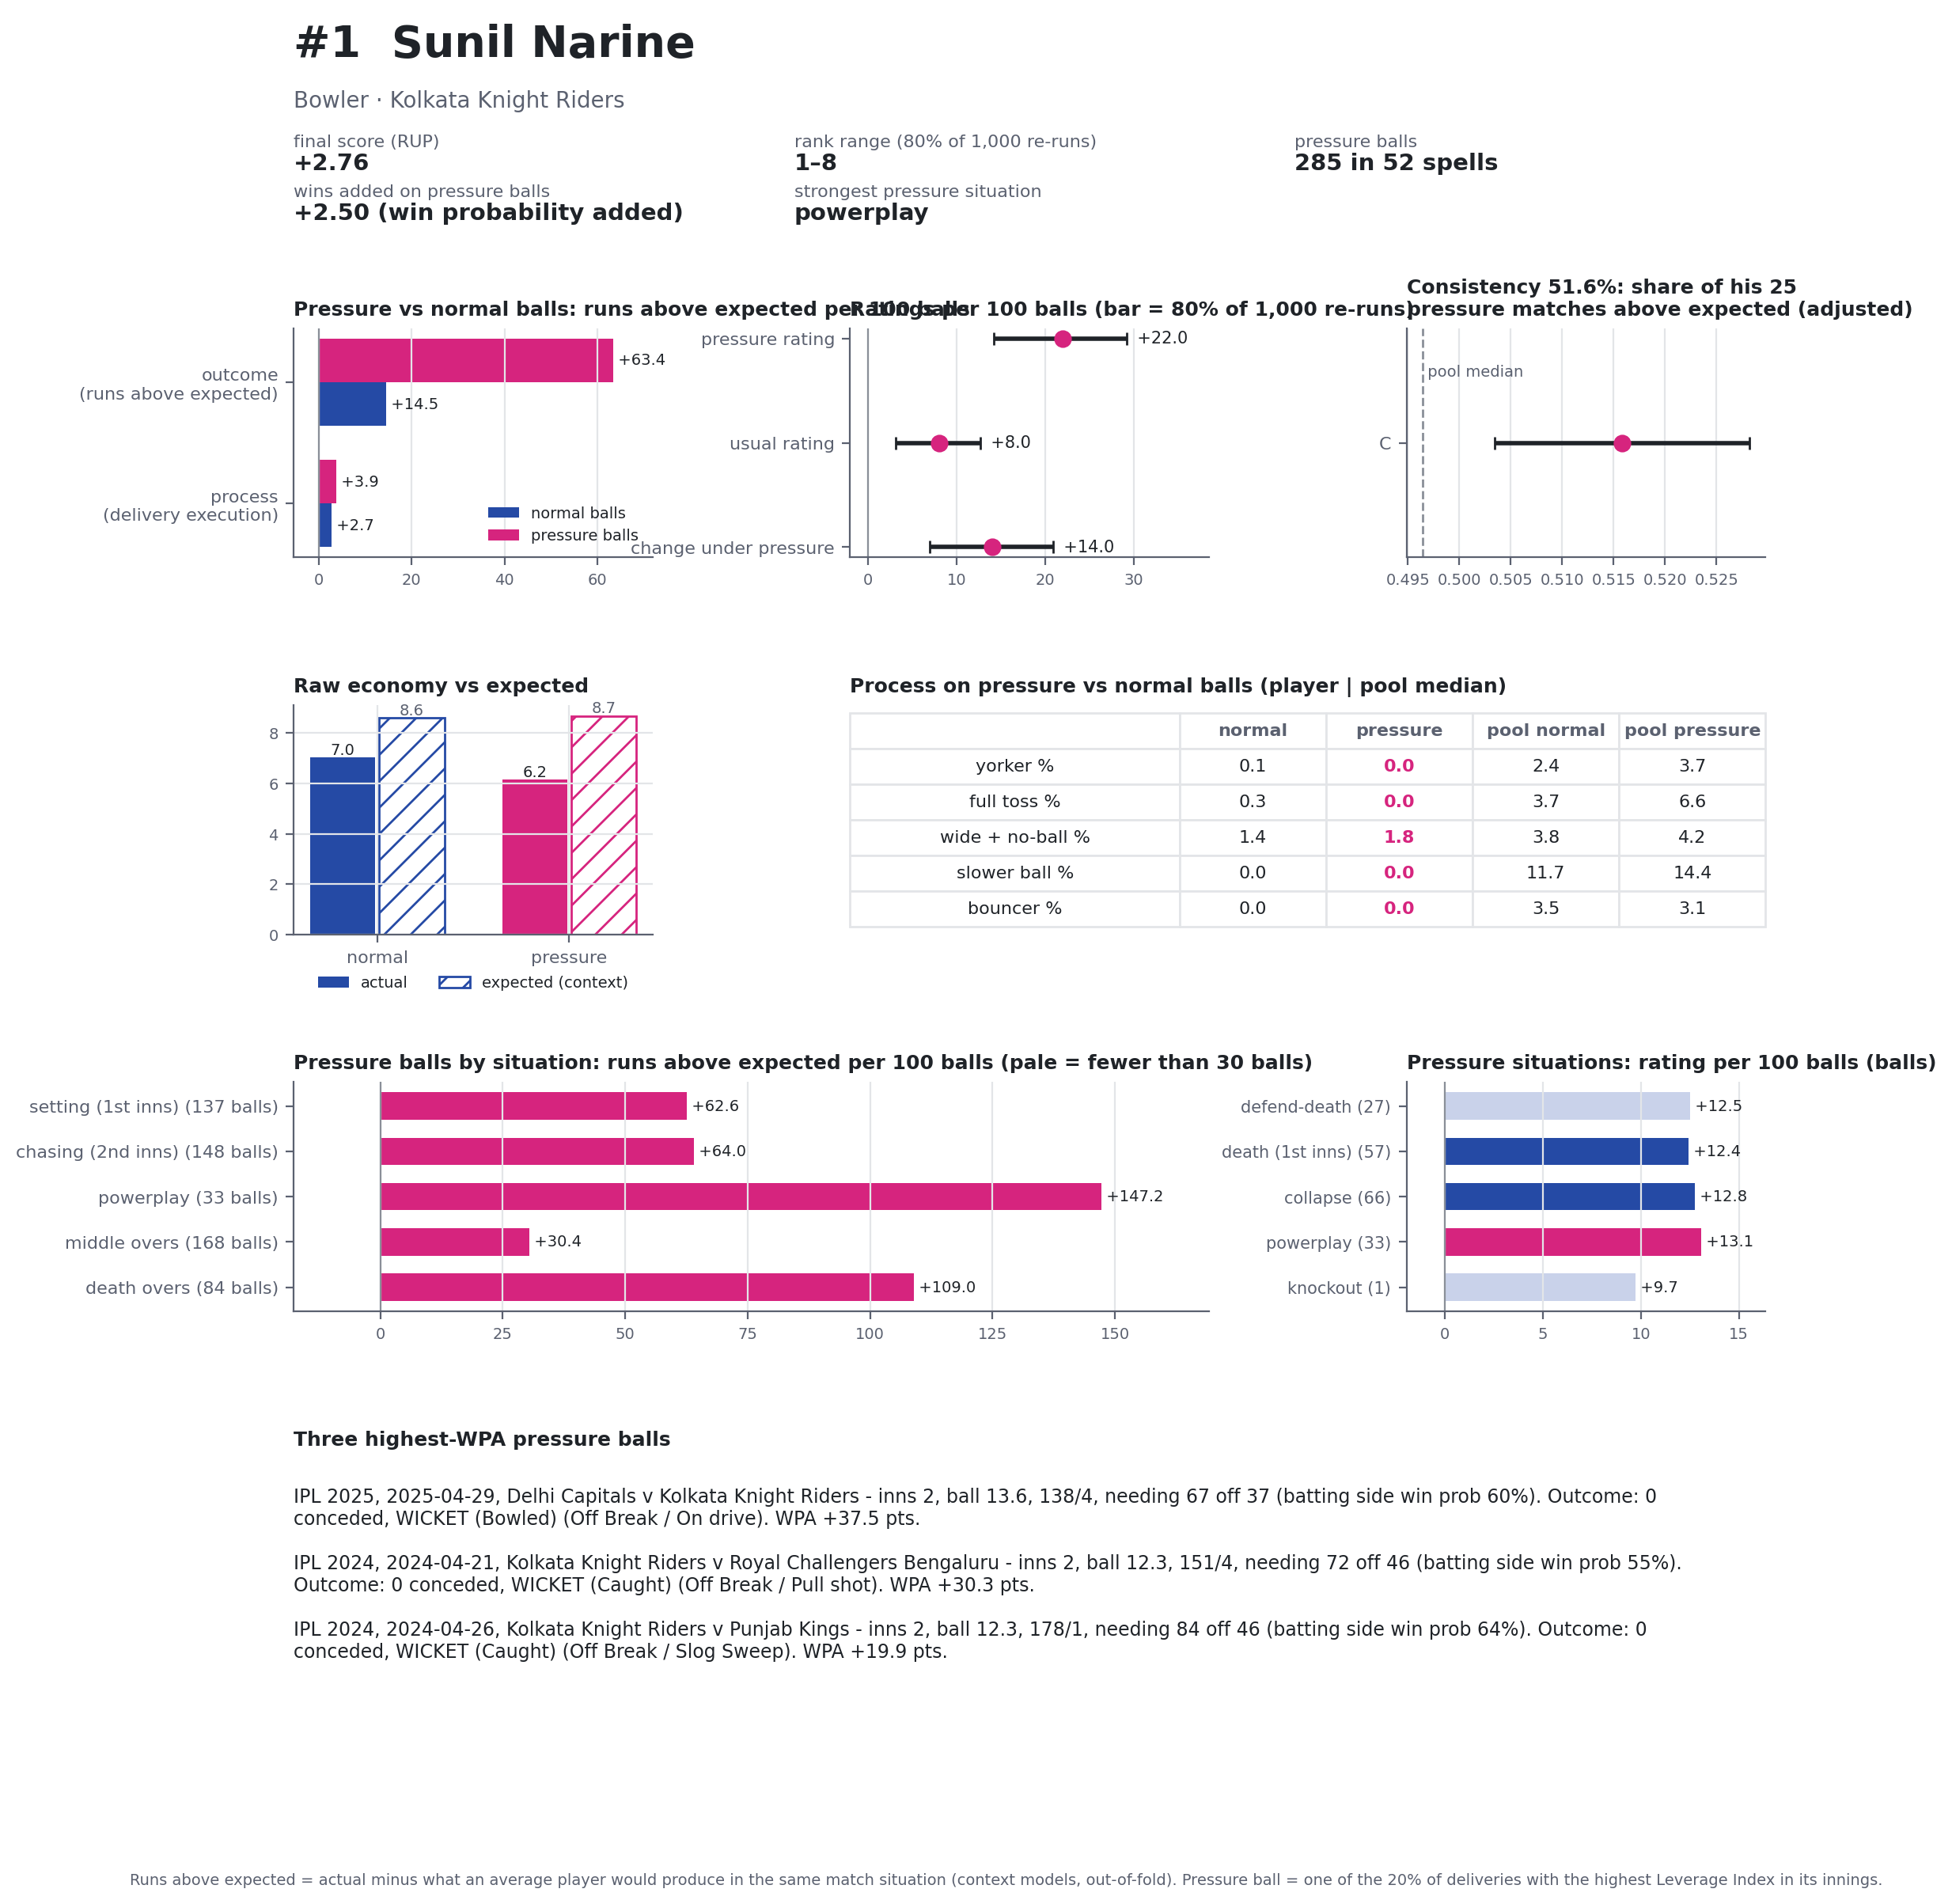 #1  Sunil Narine
Bowler · Kolkata Knight Riders
final score (RUP)
+2.76
rank range (80% of 1,000 re-runs)
1–8
pressure balls
285 in 52 spells
wins added on pressure balls
+2.50 (win probability added)
strongest pressure situation
powerplay
Pressure vs normal balls: runs above expected per 100 balls
+63.4
+14.5
+3.9
+2.7
outcome
(runs above expected)
process
(delivery execution)
normal balls
pressure balls
0 20 40 60
Ratings per 100 balls (bar = 80% of 1,000 re-runs)
pressure rating
+22.0
usual rating
+8.0
change under pressure
+14.0
0 10 20 30
Consistency 51.6%: share of his 25
pressure matches above expected (adjusted)
pool median
C
0.495 0.500 0.505 0.510 0.515 0.520 0.525
Raw economy vs expected
8
6
4
2
0
7.0
8.6
6.2
8.7
normal
pressure
actual
expected (context)
Process on pressure vs normal balls (player | pool median)
normal pressure pool normal pool pressure
yorker % 0.1 0.0 2.4 3.7
full toss % 0.3 0.0 3.7 6.6
wide + no-ball % 1.4 1.8 3.8 4.2
slower ball % 0.0 0.0 11.7 14.4
bouncer % 0.0 0.0 3.5 3.1
Pressure balls by situation: runs above expected per 100 balls (pale = fewer than 30 balls)
setting (1st inns) (137 balls) +62.6
chasing (2nd inns) (148 balls) +64.0
powerplay (33 balls) +147.2
middle overs (168 balls) +30.4
death overs (84 balls) +109.0
0 25 50 75 100 125 150
Pressure situations: rating per 100 balls (balls)
defend-death (27) +12.5
death (1st inns) (57) +12.4
collapse (66) +12.8
powerplay (33) +13.1
knockout (1) +9.7
0 5 10 15
Three highest-WPA pressure balls
IPL 2025, 2025-04-29, Delhi Capitals v Kolkata Knight Riders - inns 2, ball 13.6, 138/4, needing 67 off 37 (batting side win prob 60%). Outcome: 0
conceded, WICKET (Bowled) (Off Break / On drive). WPA +37.5 pts.
IPL 2024, 2024-04-21, Kolkata Knight Riders v Royal Challengers Bengaluru - inns 2, ball 12.3, 151/4, needing 72 off 46 (batting side win prob 55%).
Outcome: 0 conceded, WICKET (Caught) (Off Break / Pull shot). WPA +30.3 pts.
IPL 2024, 2024-04-26, Kolkata Knight Riders v Punjab Kings - inns 2, ball 12.3, 178/1, needing 84 off 46 (batting side win prob 64%). Outcome: 0
conceded, WICKET (Caught) (Off Break / Slog Sweep). WPA +19.9 pts.
Runs above expected = actual minus what an average player would produce in the same match situation (context models, out-of-fold). Pressure ball = one of the 20% of deliveries with the highest Leverage Index in its innings.